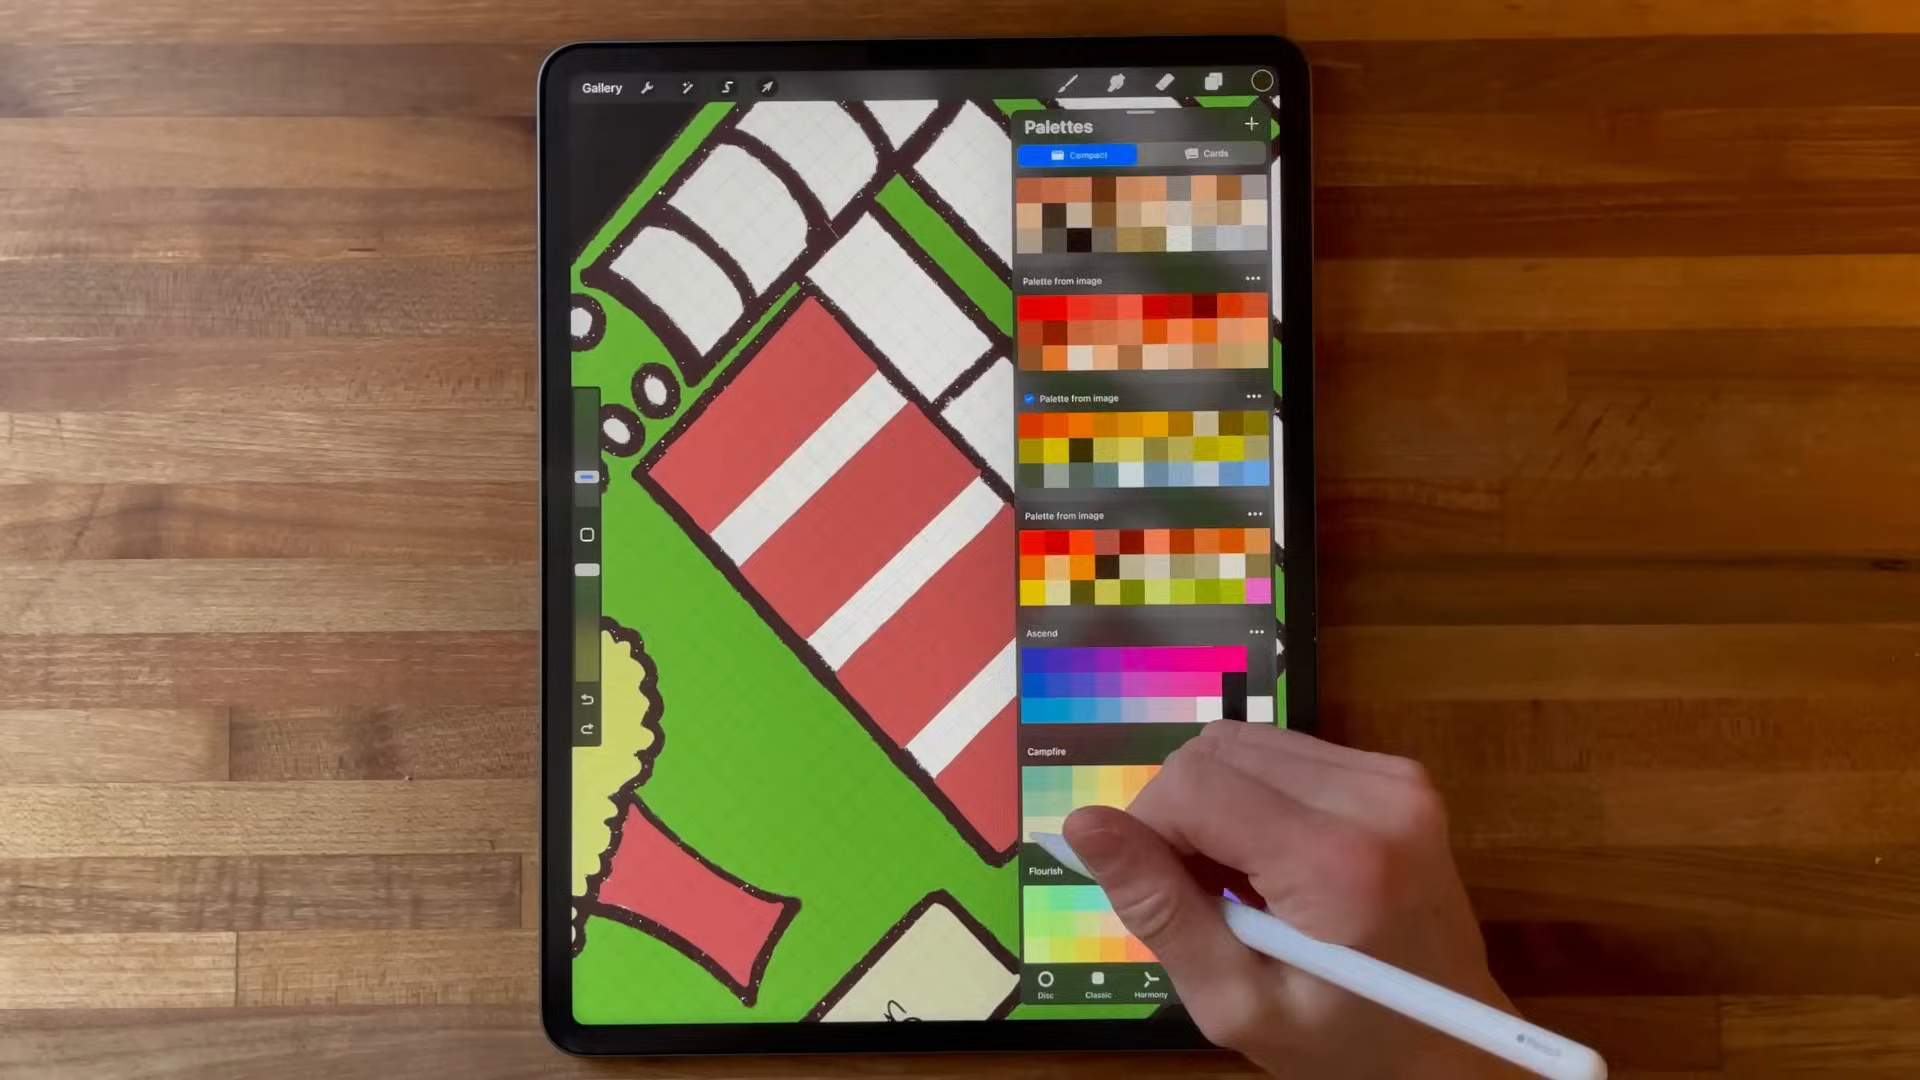 Gallery
Palettes
Compact
Cards
Palette from image
Palette from image
Palette from image
Ascend
Campfire
Flourish
Disc
Classic
Harmony